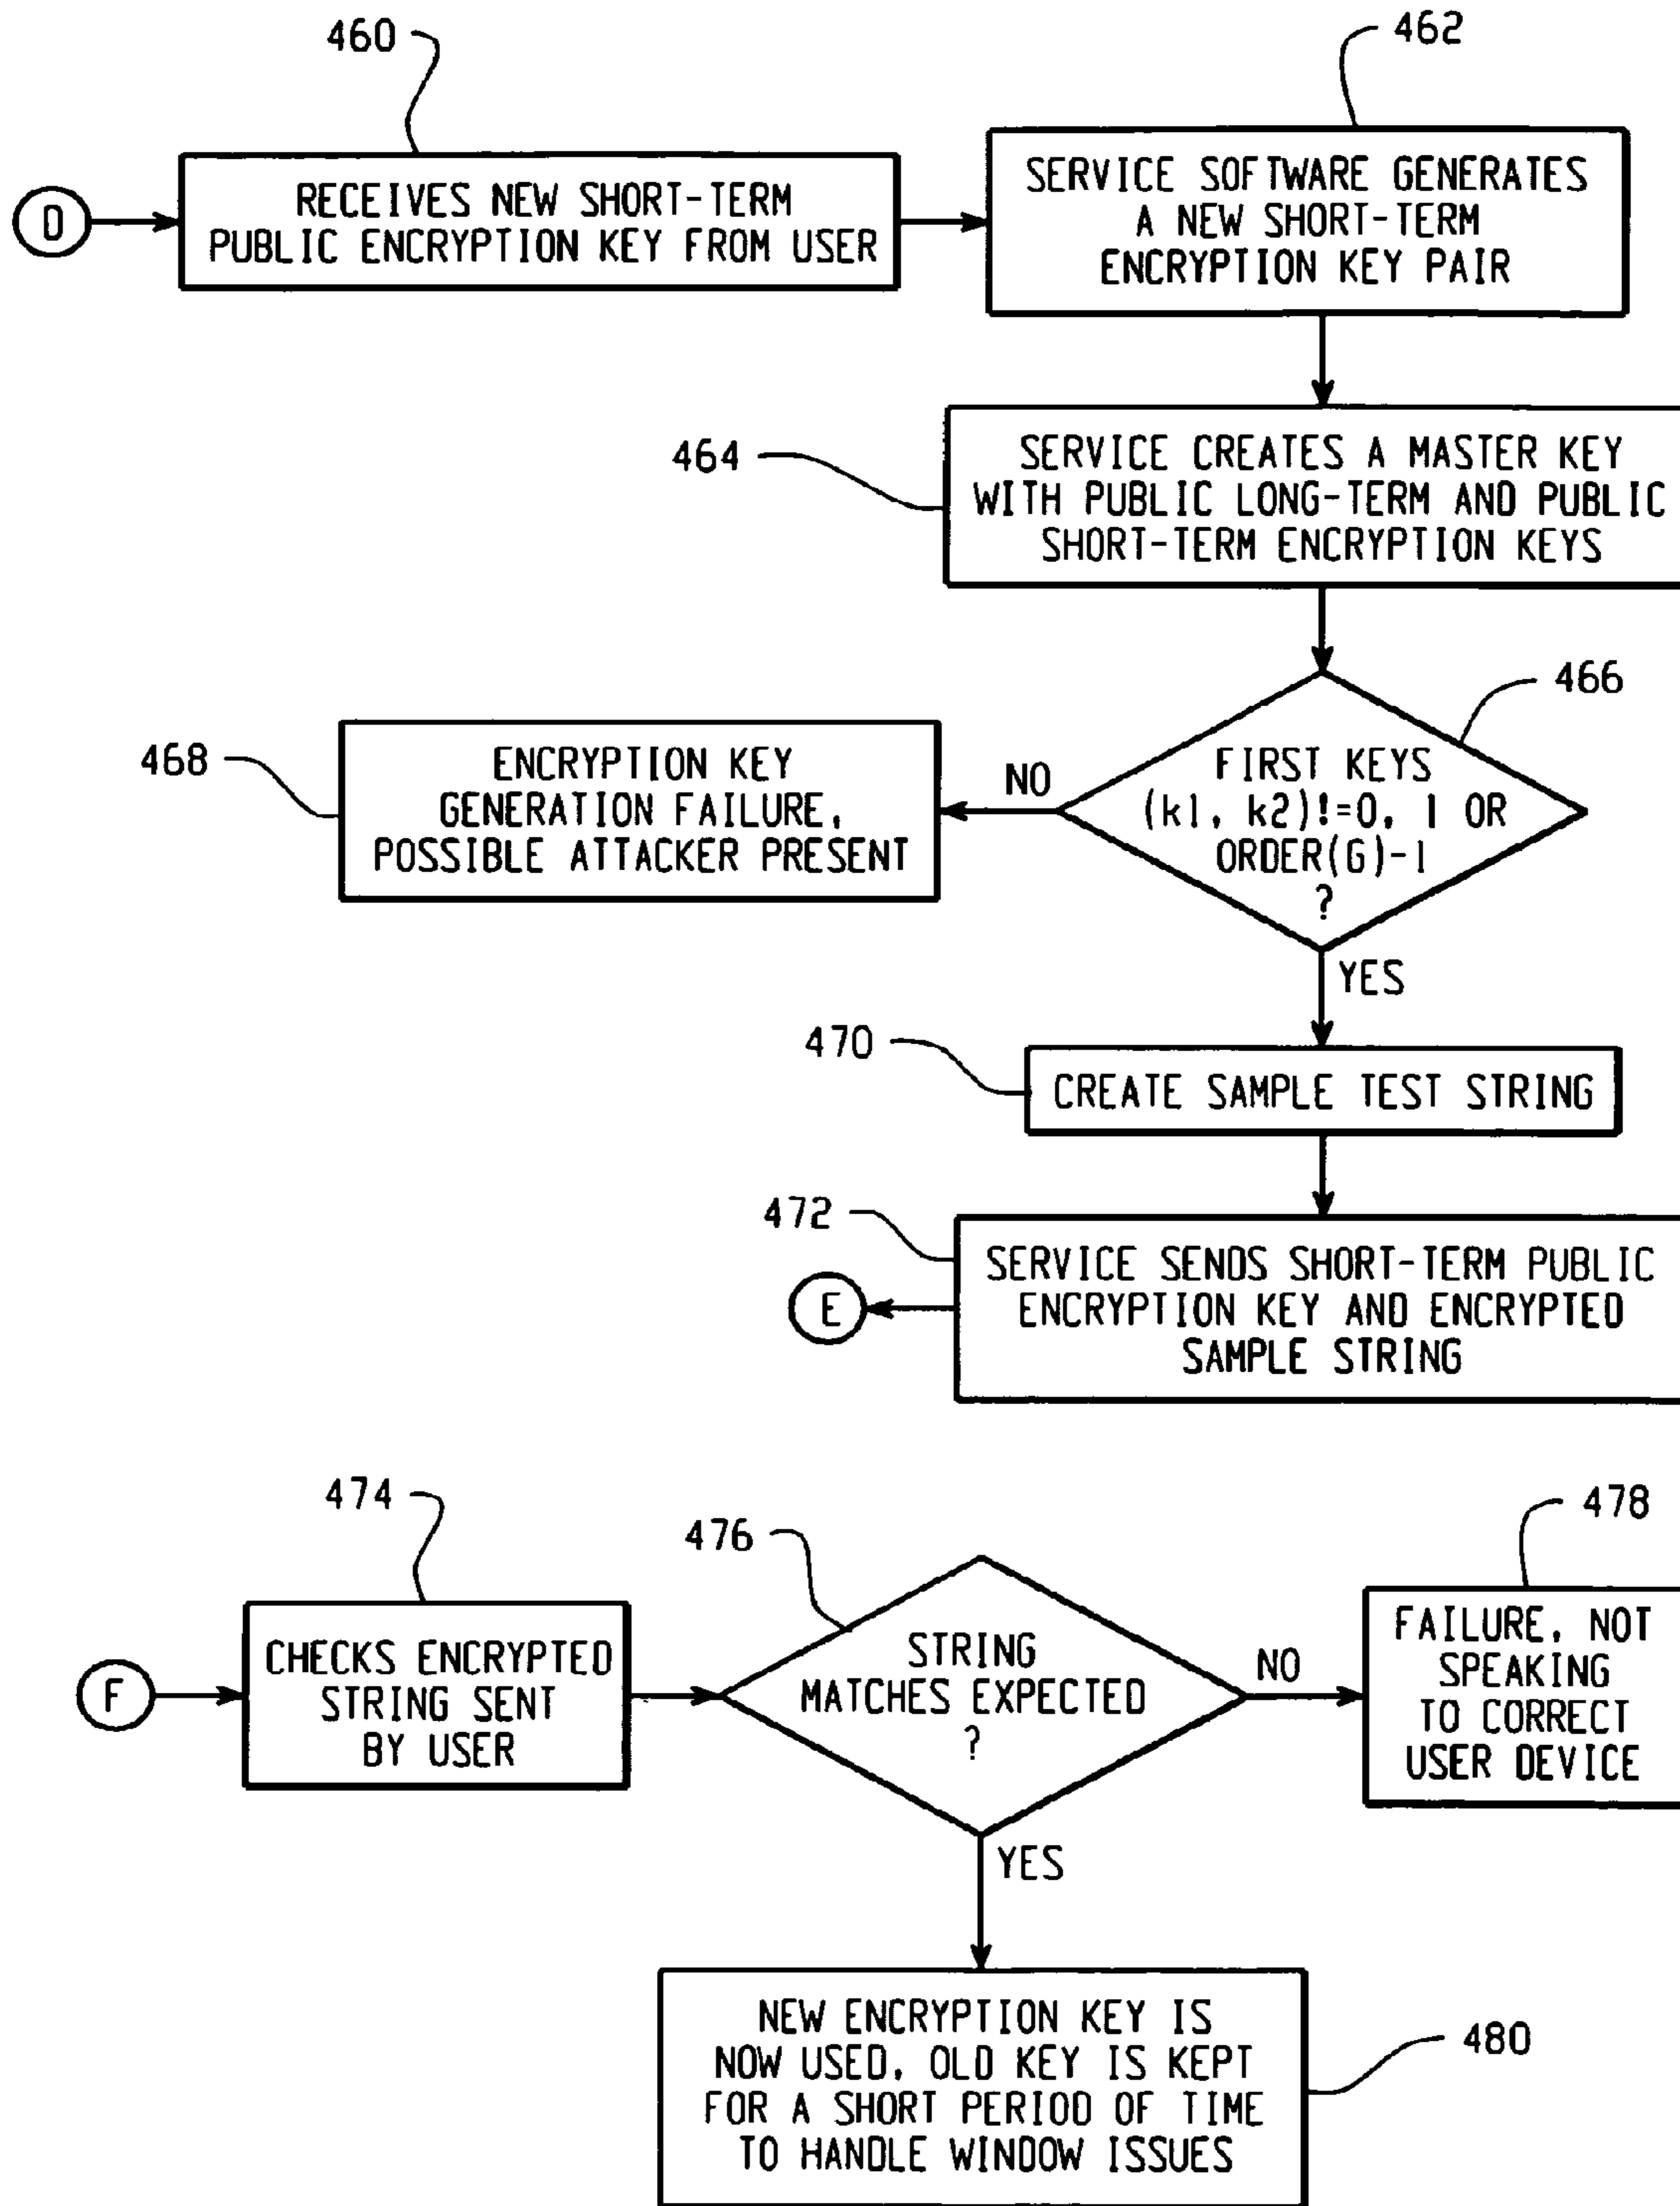 460
462
D
RECEIVES NEW SHORT-TERM
PUBLIC ENCRYPTION KEY FROM USER
SERVICE SOFTWARE GENERATES
A NEW SHORT-TERM
ENCRYPTION KEY PAIR
464
SERVICE CREATES A MASTER KEY
WITH PUBLIC LONG-TERM AND PUBLIC
SHORT-TERM ENCRYPTION KEYS
466
468
ENCRYPTION KEY
GENERATION FAILURE,
POSSIBLE ATTACKER PRESENT
NO
FIRST KEYS
(k1, k2)!=0, 1 OR
ORDER(G)-1
?
YES
470
CREATE SAMPLE TEST STRING
472
SERVICE SENDS SHORT-TERM PUBLIC
ENCRYPTION KEY AND ENCRYPTED
SAMPLE STRING
E
474
476
478
F
CHECKS ENCRYPTED
STRING SENT
BY USER
STRING
MATCHES EXPECTED
?
NO
FAILURE, NOT
SPEAKING
TO CORRECT
USER DEVICE
YES
NEW ENCRYPTION KEY IS
NOW USED, OLD KEY IS KEPT
FOR A SHORT PERIOD OF TIME
TO HANDLE WINDOW ISSUES
480